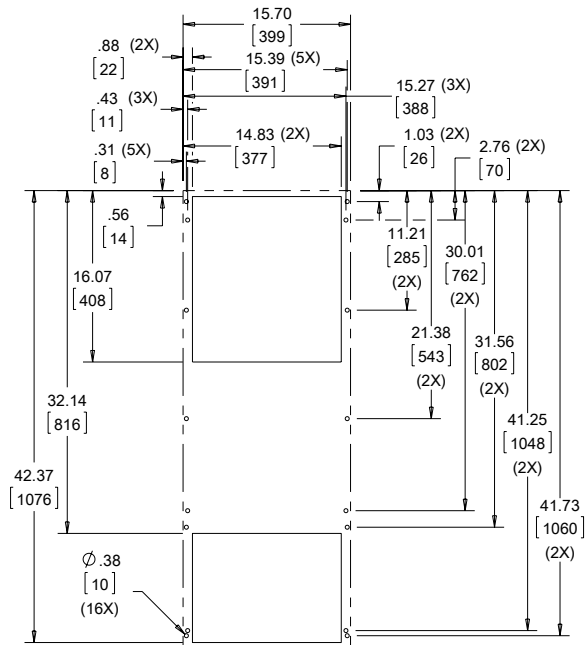 15.70
[399]
.88 (2X)
[22]
15.39 (5X)
[391]
15.27 (3X)
[388]
.43 (3X)
[11]
14.83 (2X)
[377]
1.03 (2X)
[26]
2.76 (2X)
[70]
.31 (5X)
[8]
.56
[14]
11.21
[285]
(2X)
30.01
[762]
(2X)
16.07
[408]
21.38
[543]
(2X)
31.56
[802]
(2X)
32.14
[816]
41.25
[1048]
(2X)
42.37
[1076]
41.73
[1060]
(2X)
∅ .38
[10]
(16X)